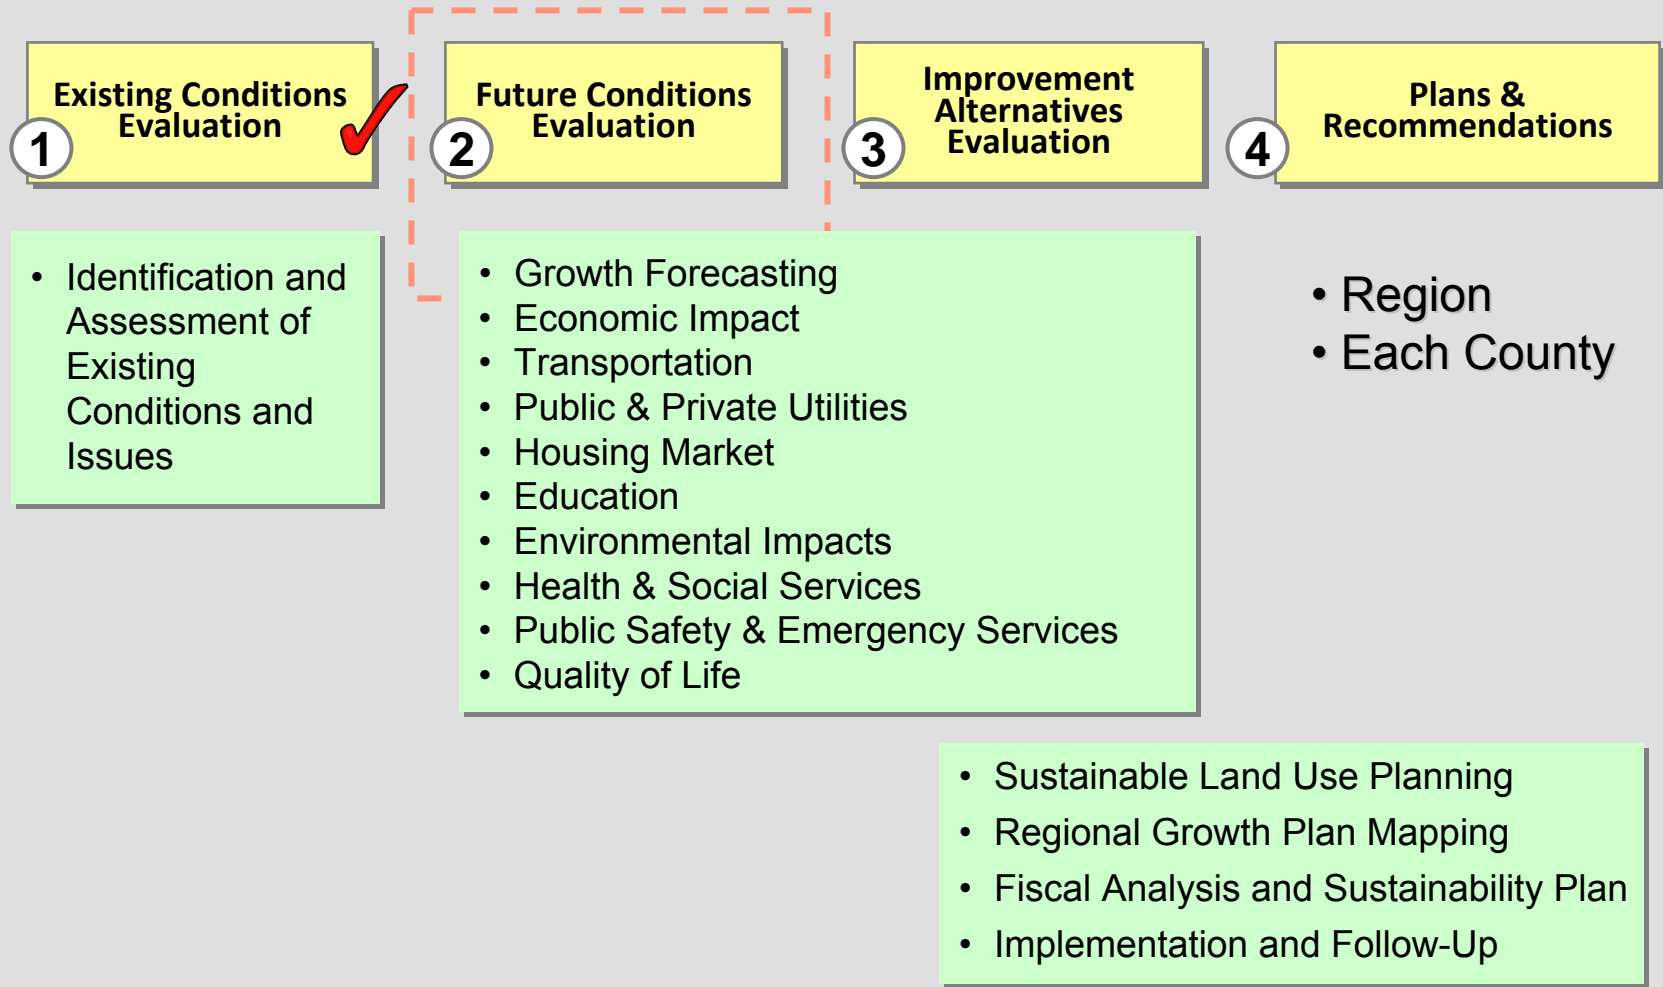 Existing Conditions
Evaluation
1
Future Conditions
Evaluation
2
Improvement
Alternatives
Evaluation
3
Plans &
Recommendations
4
• Identification and
Assessment of
Existing
Conditions and
Issues
• Growth Forecasting
• Economic Impact
• Transportation
• Public & Private Utilities
• Housing Market
• Education
• Environmental Impacts
• Health & Social Services
• Public Safety & Emergency Services
• Quality of Life
• Region
• Each County
• Sustainable Land Use Planning
• Regional Growth Plan Mapping
• Fiscal Analysis and Sustainability Plan
• Implementation and Follow-Up